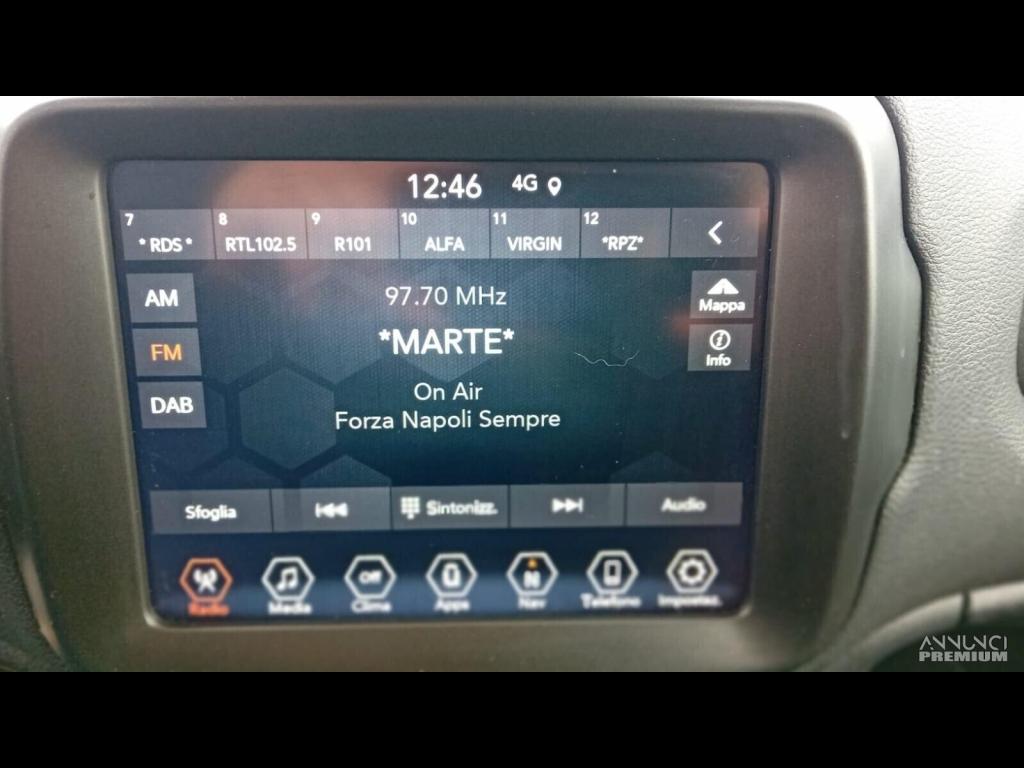 12:46 4G
7 8 9 10 11 12
*RDS* RTL102.5 R101 ALFA VIRGIN *RPZ*
AM 97.70 MHz Mappa
FM *MARTE* Info
DAB On Air
Forza Napoli Sempre
Sfoglia Sintonizz. Audio
Off N
Radio Media Clima Apps Nav Telefono Impostaz.
ANNUNCI
PREMIUM